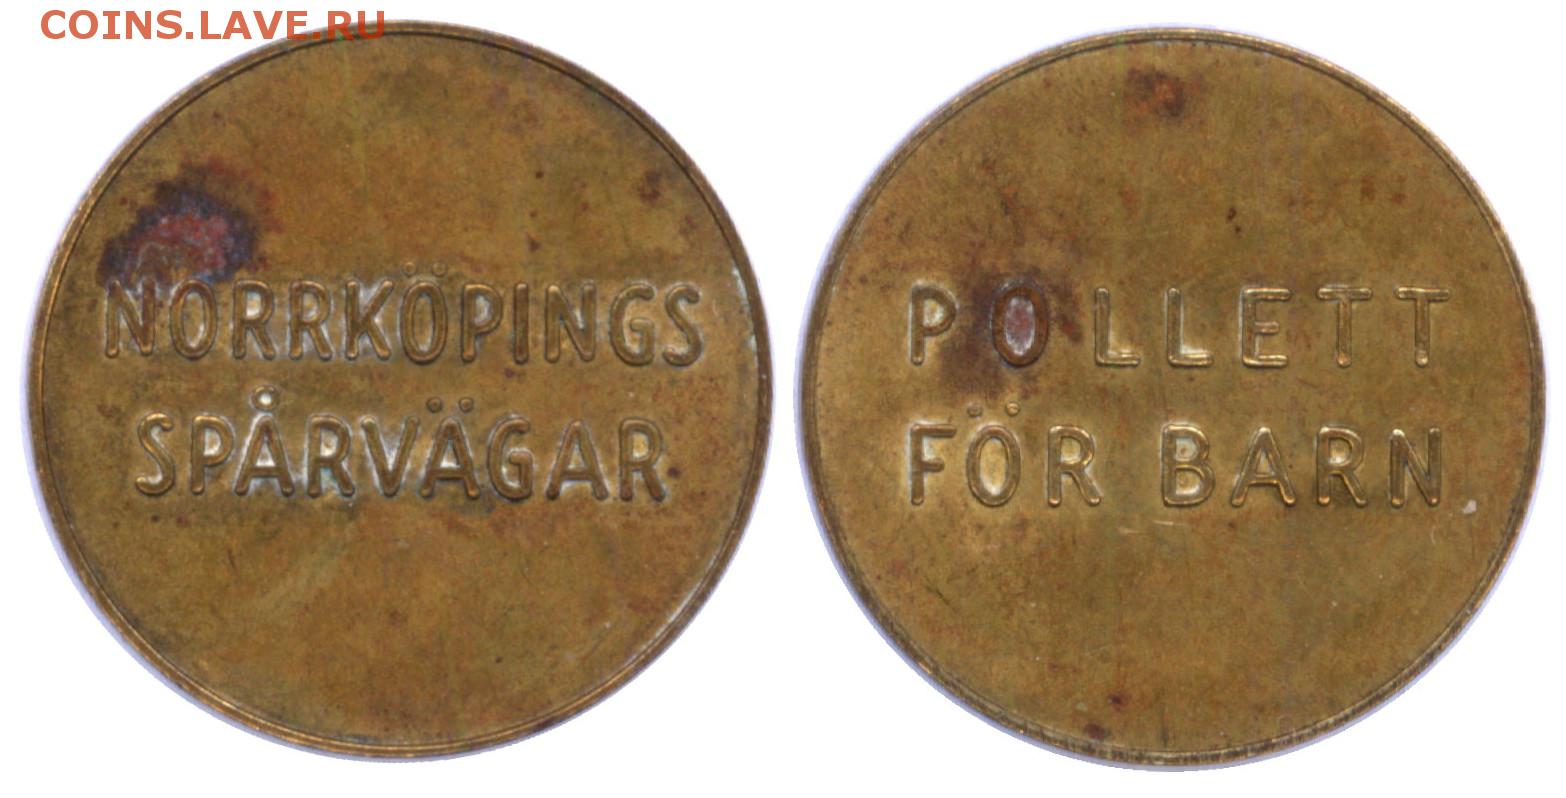 COINS.LAVE.RU
NORRKÖPINGS
SPÅRVÄGAR
POLLETT
FÖR BARN